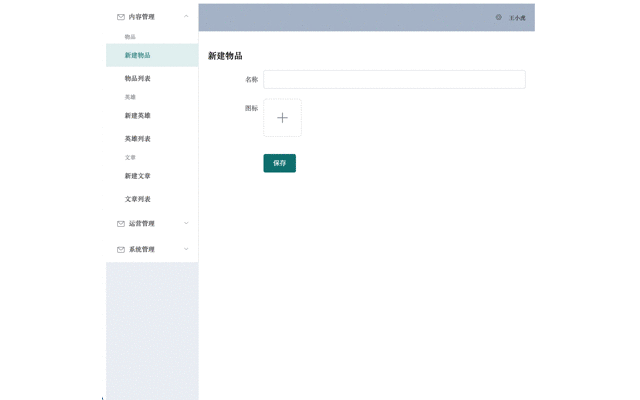 内容管理
物品
新建物品
物品列表
英雄
新建英雄
英雄列表
文章
新建文章
文章列表
运营管理
系统管理
王小虎
新建物品
名称
图标
保存